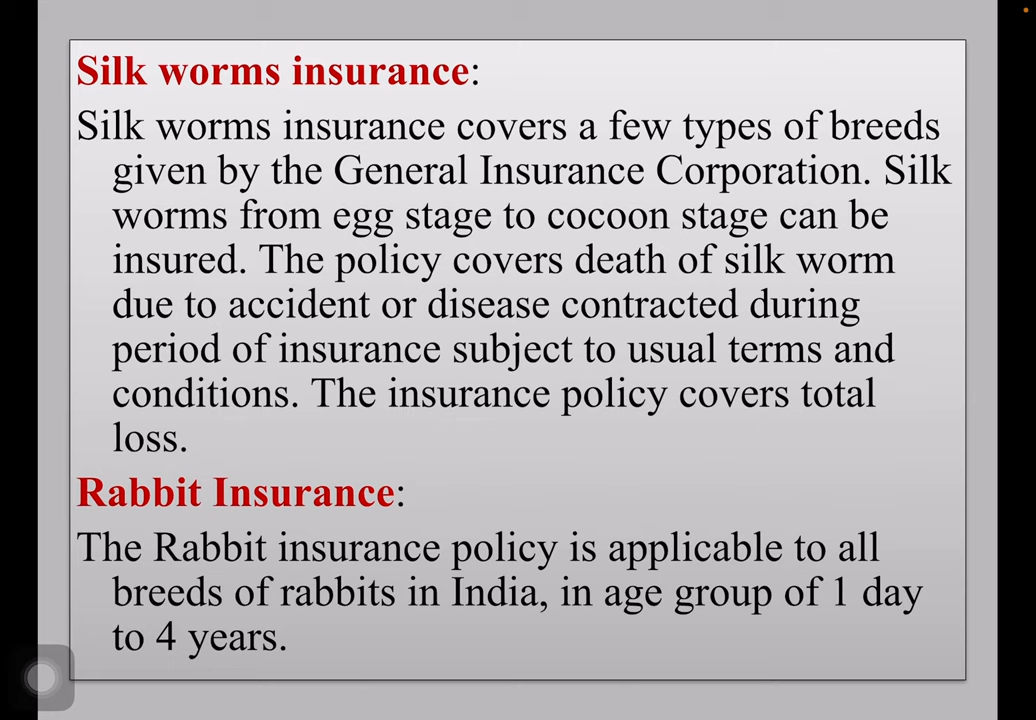 Silk worms insurance:
Silk worms insurance covers a few types of breeds
given by the General Insurance Corporation. Silk
worms from egg stage to cocoon stage can be
insured. The policy covers death of silk worm
due to accident or disease contracted during
period of insurance subject to usual terms and
conditions. The insurance policy covers total
loss.
Rabbit Insurance:
The Rabbit insurance policy is applicable to all
breeds of rabbits in India, in age group of 1 day
to 4 years.